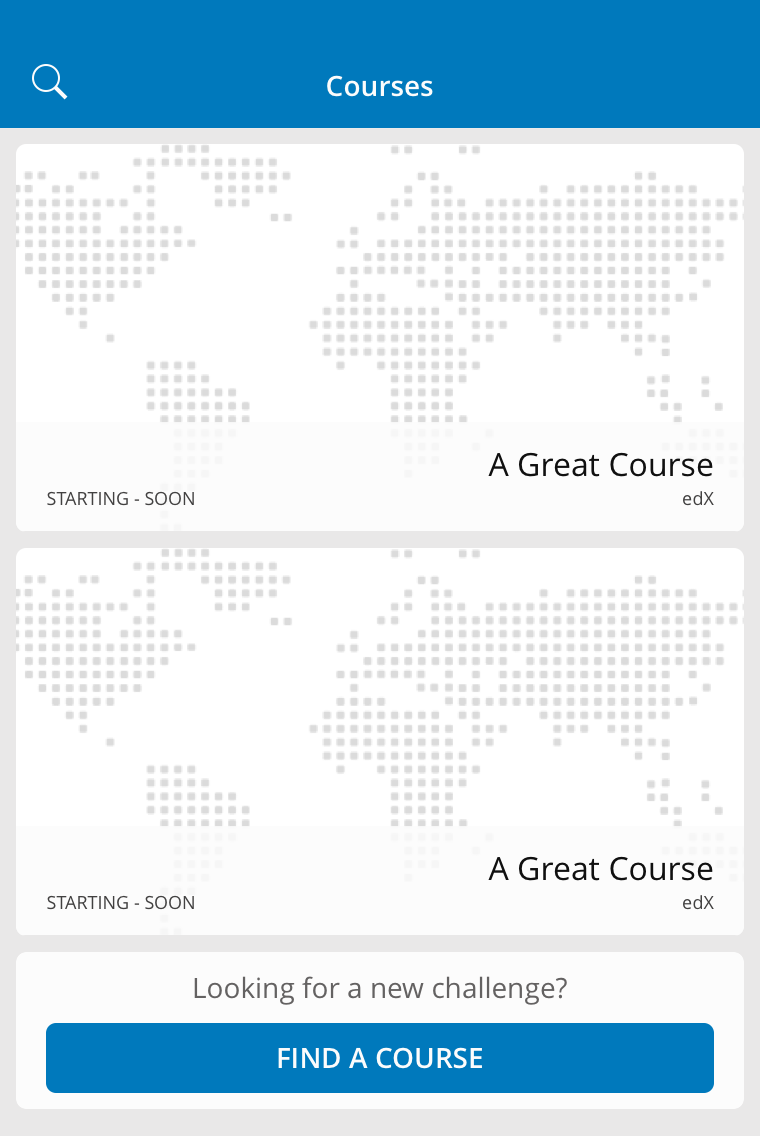 Courses
A Great Course
STARTING - SOON
edX
A Great Course
STARTING - SOON
edX
Looking for a new challenge?
FIND A COURSE